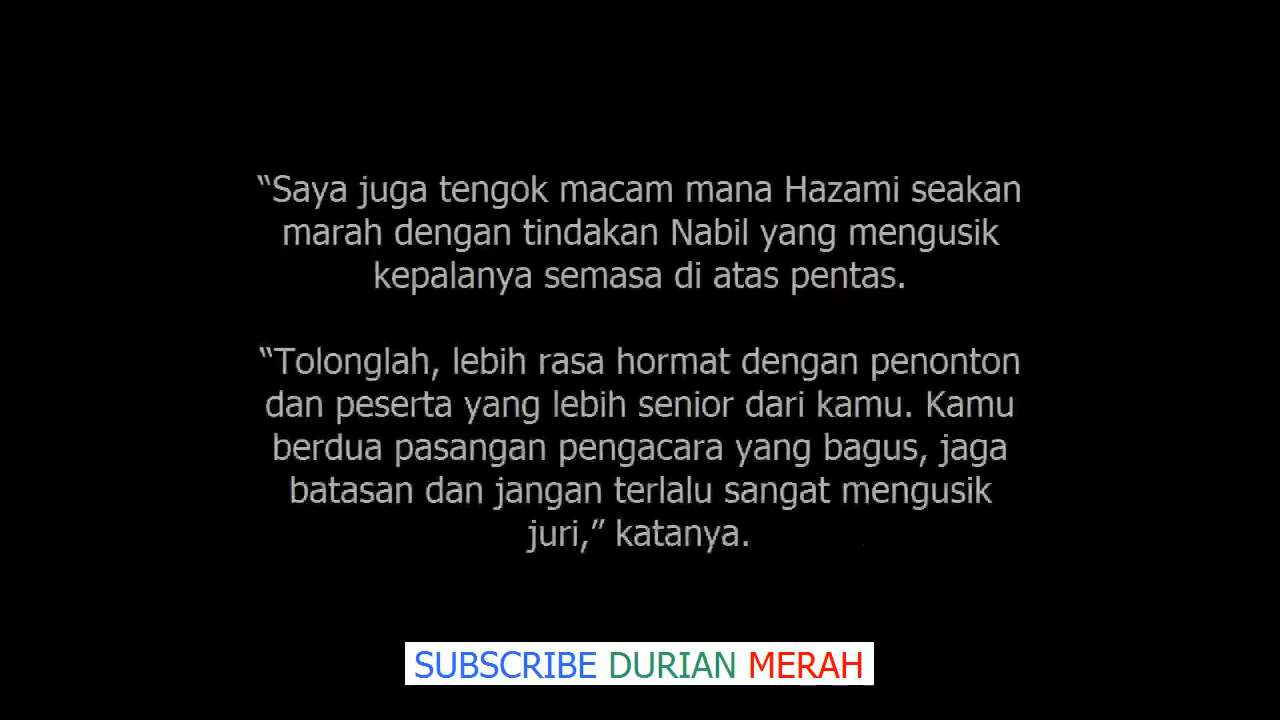 “Saya juga tengok macam mana Hazami seakan
marah dengan tindakan Nabil yang mengusik
kepalanya semasa di atas pentas.
“Tolonglah, lebih rasa hormat dengan penonton
dan peserta yang lebih senior dari kamu. Kamu
berdua pasangan pengacara yang bagus, jaga
batasan dan jangan terlalu sangat mengusik
juri,” katanya.
SUBSCRIBE DURIAN MERAH